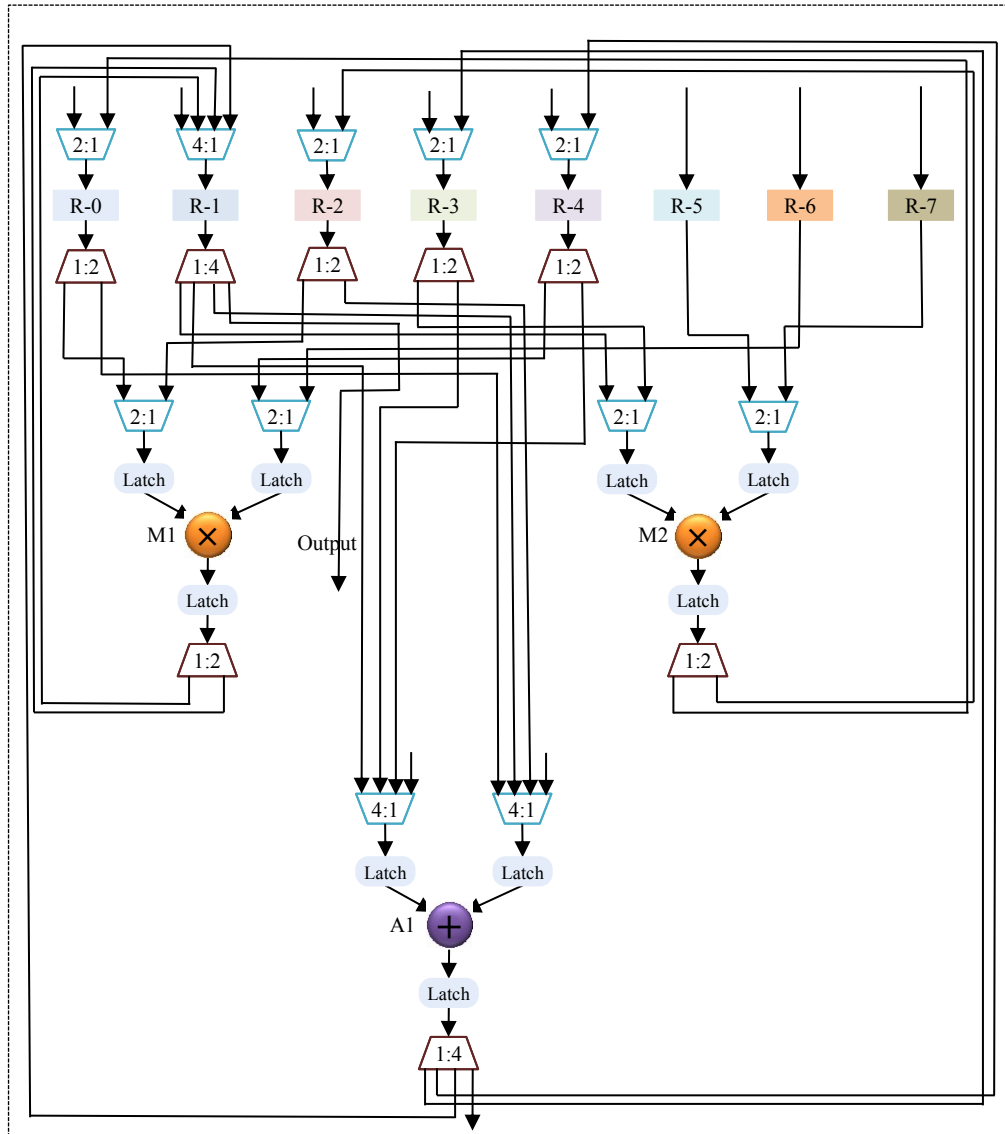 2:1 4:1 2:1 2:1 2:1
R-0 R-1 R-2 R-3 R-4 R-5 R-6 R-7
1:2 1:4 1:2 1:2 1:2
2:1 2:1 2:1 2:1
Latch Latch Latch Latch
M1 × Output M2 ×
Latch Latch
1:2 1:2
4:1 4:1
Latch Latch
A1 +
Latch
1:4